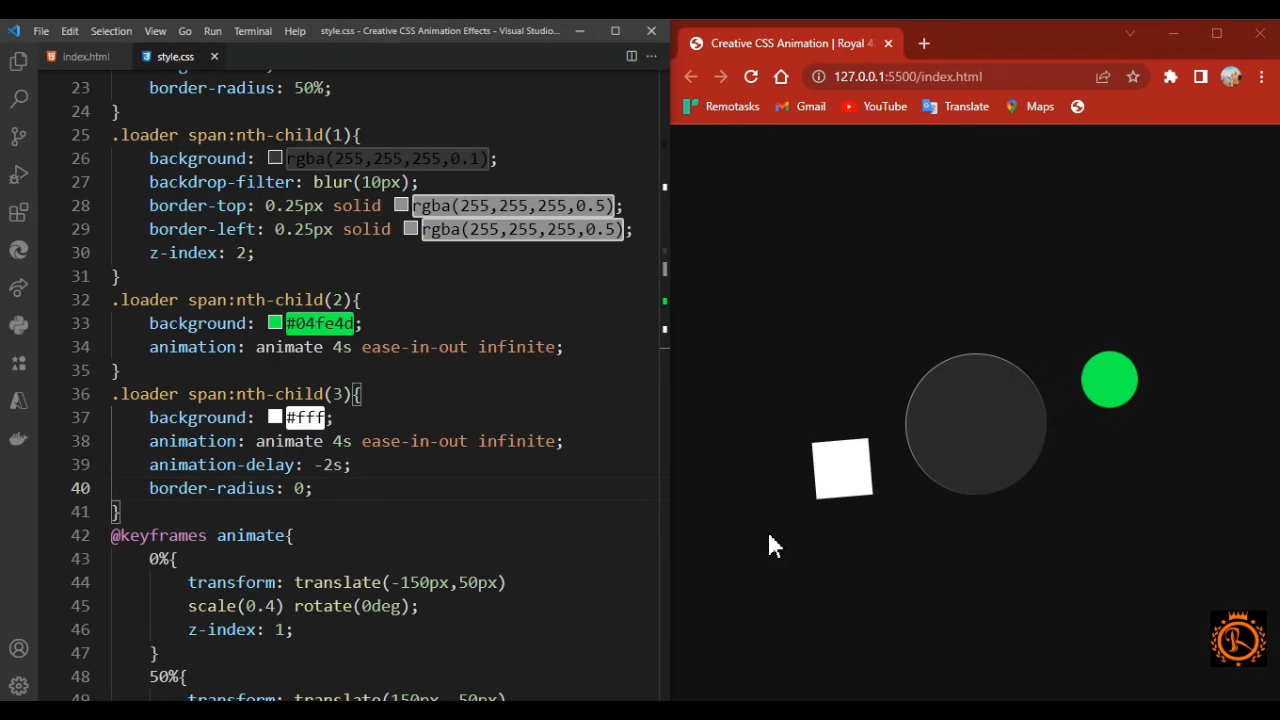 File Edit Selection View Go Run Terminal Help style.css - Creative CSS Animation Effects - Visual Studio...
index.html style.css
23 border-radius: 50%;
24 }
25 .loader span:nth-child(1){
26 background: rgba(255,255,255,0.1);
27 backdrop-filter: blur(10px);
28 border-top: 0.25px solid rgba(255,255,255,0.5);
29 border-left: 0.25px solid rgba(255,255,255,0.5);
30 z-index: 2;
31 }
32 .loader span:nth-child(2){
33 background: #04fe4d;
34 animation: animate 4s ease-in-out infinite;
35 }
36 .loader span:nth-child(3){
37 background: #fff;
38 animation: animate 4s ease-in-out infinite;
39 animation-delay: -2s;
40 border-radius: 0;
41 }
42 @keyframes animate{
43 0%{
44 transform: translate(-150px,50px)
45 scale(0.4) rotate(0deg);
46 z-index: 1;
47 }
48 50%{
49 transform: translate(150px, 50px)
Creative CSS Animation | Royal 4
127.0.0.1:5500/index.html
Remotasks Gmail YouTube Translate Maps